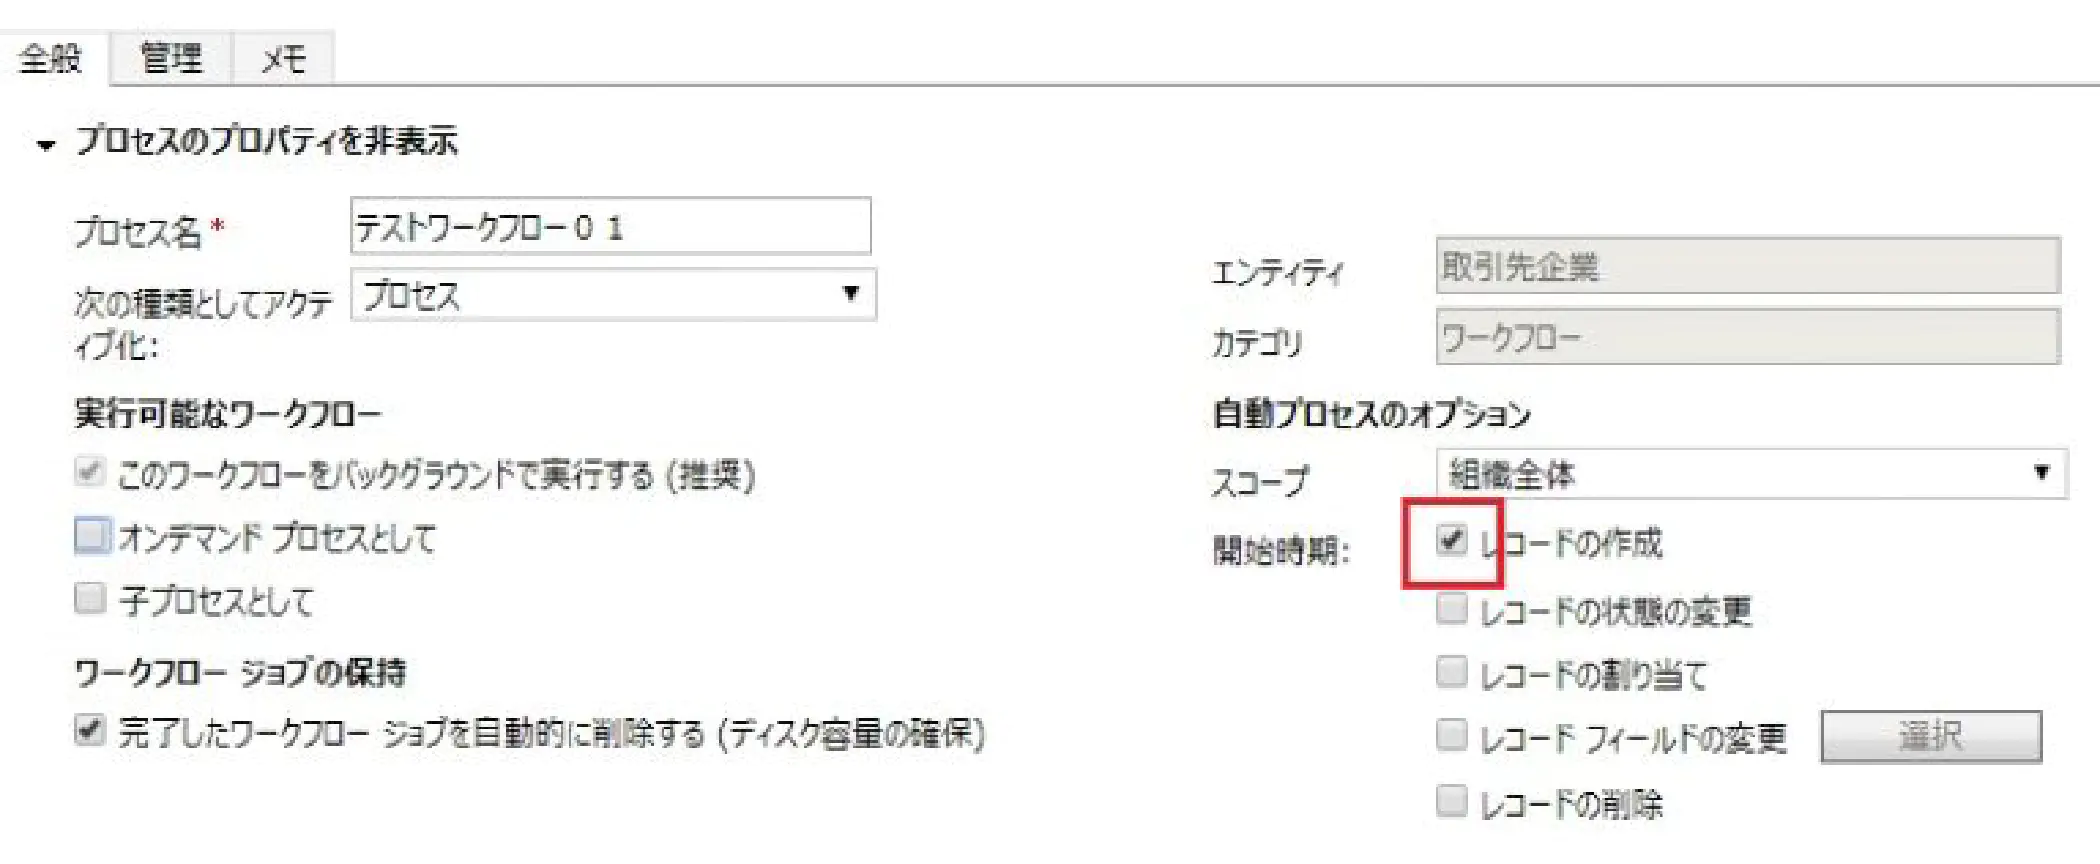 全般 管理 メモ
プロセスのプロパティを非表示
プロセス名*
テストワークフロー０１
次の種類としてアクテ
ィブ化:
プロセス
実行可能なワークフロー
このワークフローをバックグラウンドで実行する (推奨)
オンデマンド プロセスとして
子プロセスとして
ワークフロー ジョブの保持
完了したワークフロー ジョブを自動的に削除する (ディスク容量の確保)
エンティティ
取引先企業
カテゴリ
ワークフロー
自動プロセスのオプション
スコープ
組織全体
開始時期:
レコードの作成
レコードの状態の変更
レコードの割り当て
レコード フィールドの変更
選択
レコードの削除